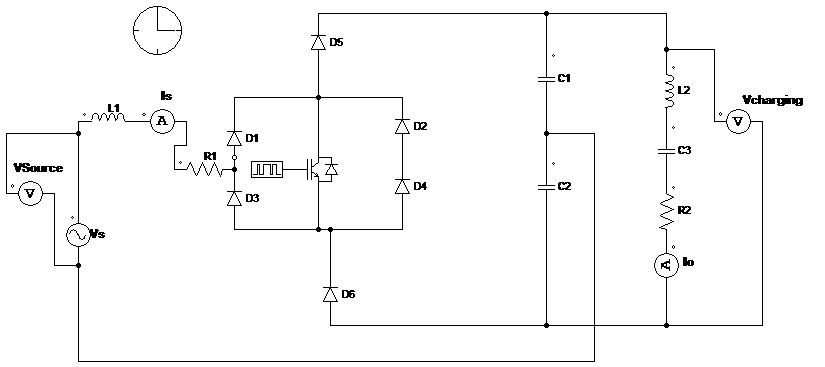 D5
C1
L2
Vcharging
V
Is
L1
A
D1
D2
VSource
V
R1
C3
D3
D4
C2
R2
Vs
A
Io
D6